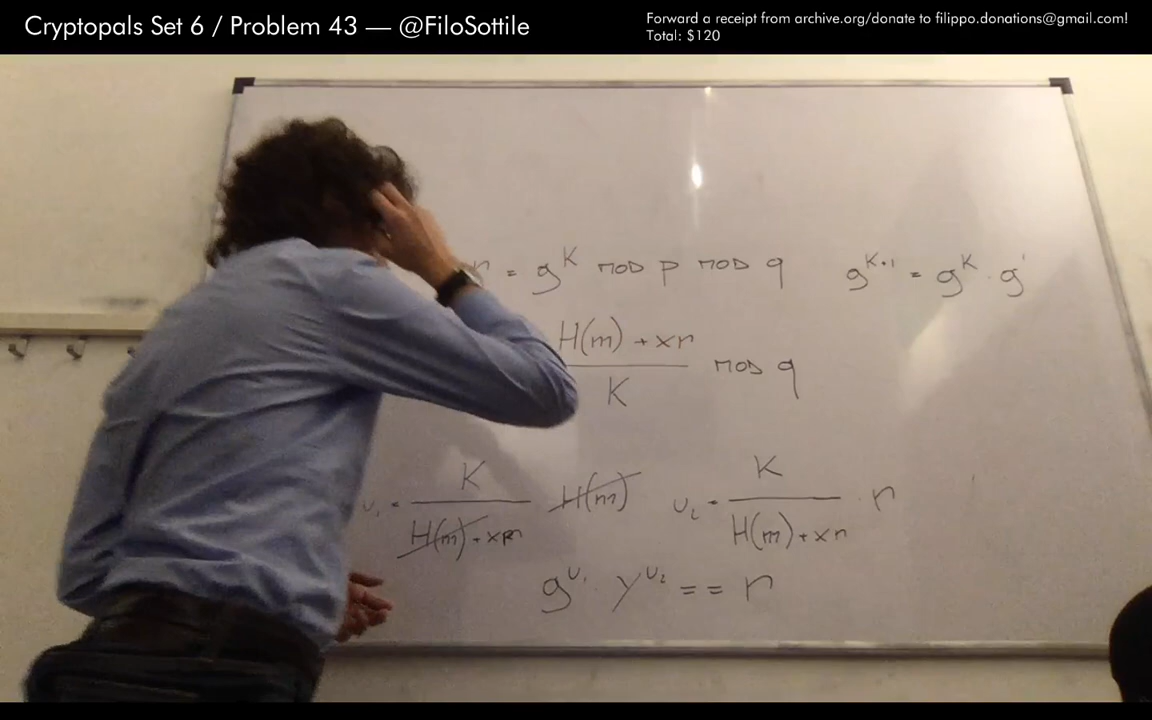 Cryptopals Set 6 / Problem 43 — @FiloSottile
Forward a receipt from archive.org/donate to filippo.donations@gmail.com!
Total: $120
r = g^K MOD p MOD q g^K+1 = g^K · g^1
H(m) + xr
K
MOD q
u₁ = K / H(m) + xr H(m) u₂ = K / H(m) + xr · r
g^u₁ · y^u₂ == r